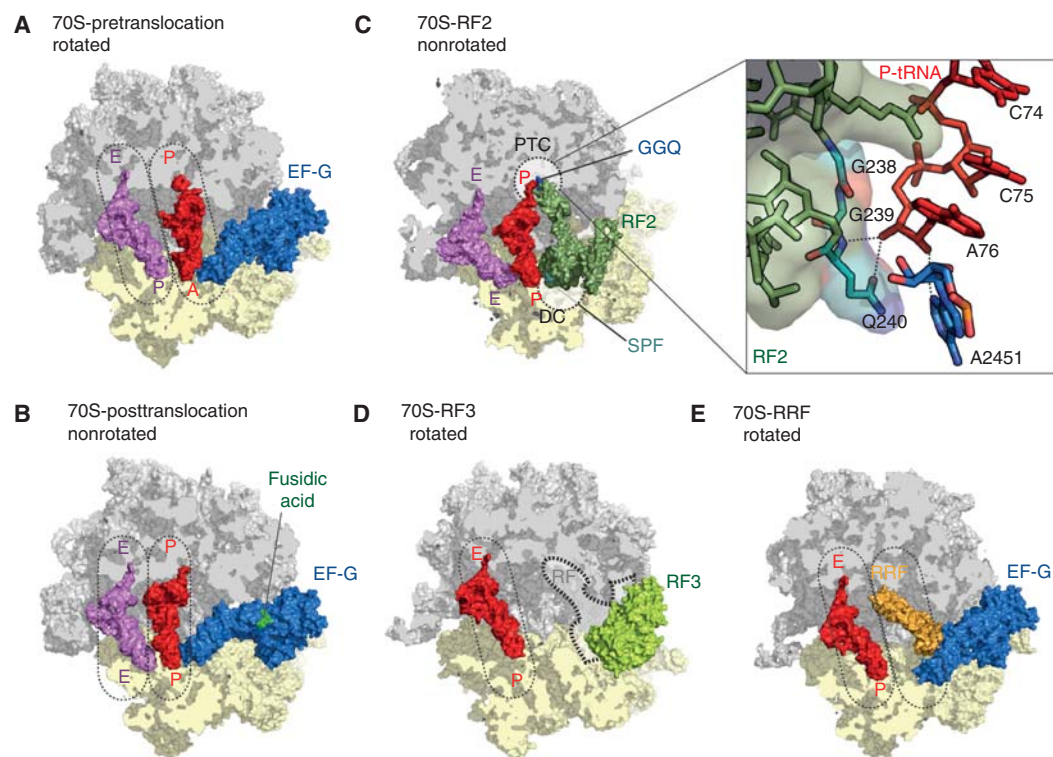 A
70S-pretranslocation
rotated
E
P
P
A
EF-G
C
70S-RF2
nonrotated
PTC
GGQ
E
P
RF2
E
P
DC
SPF
P-tRNA
C74
G238
C75
G239
A76
Q240
RF2
A2451
B
70S-posttranslocation
nonrotated
Fusidic
acid
E
P
EF-G
E
P
D
70S-RF3
rotated
E
RF
RF3
P
E
70S-RRF
rotated
E
RRF
EF-G
P